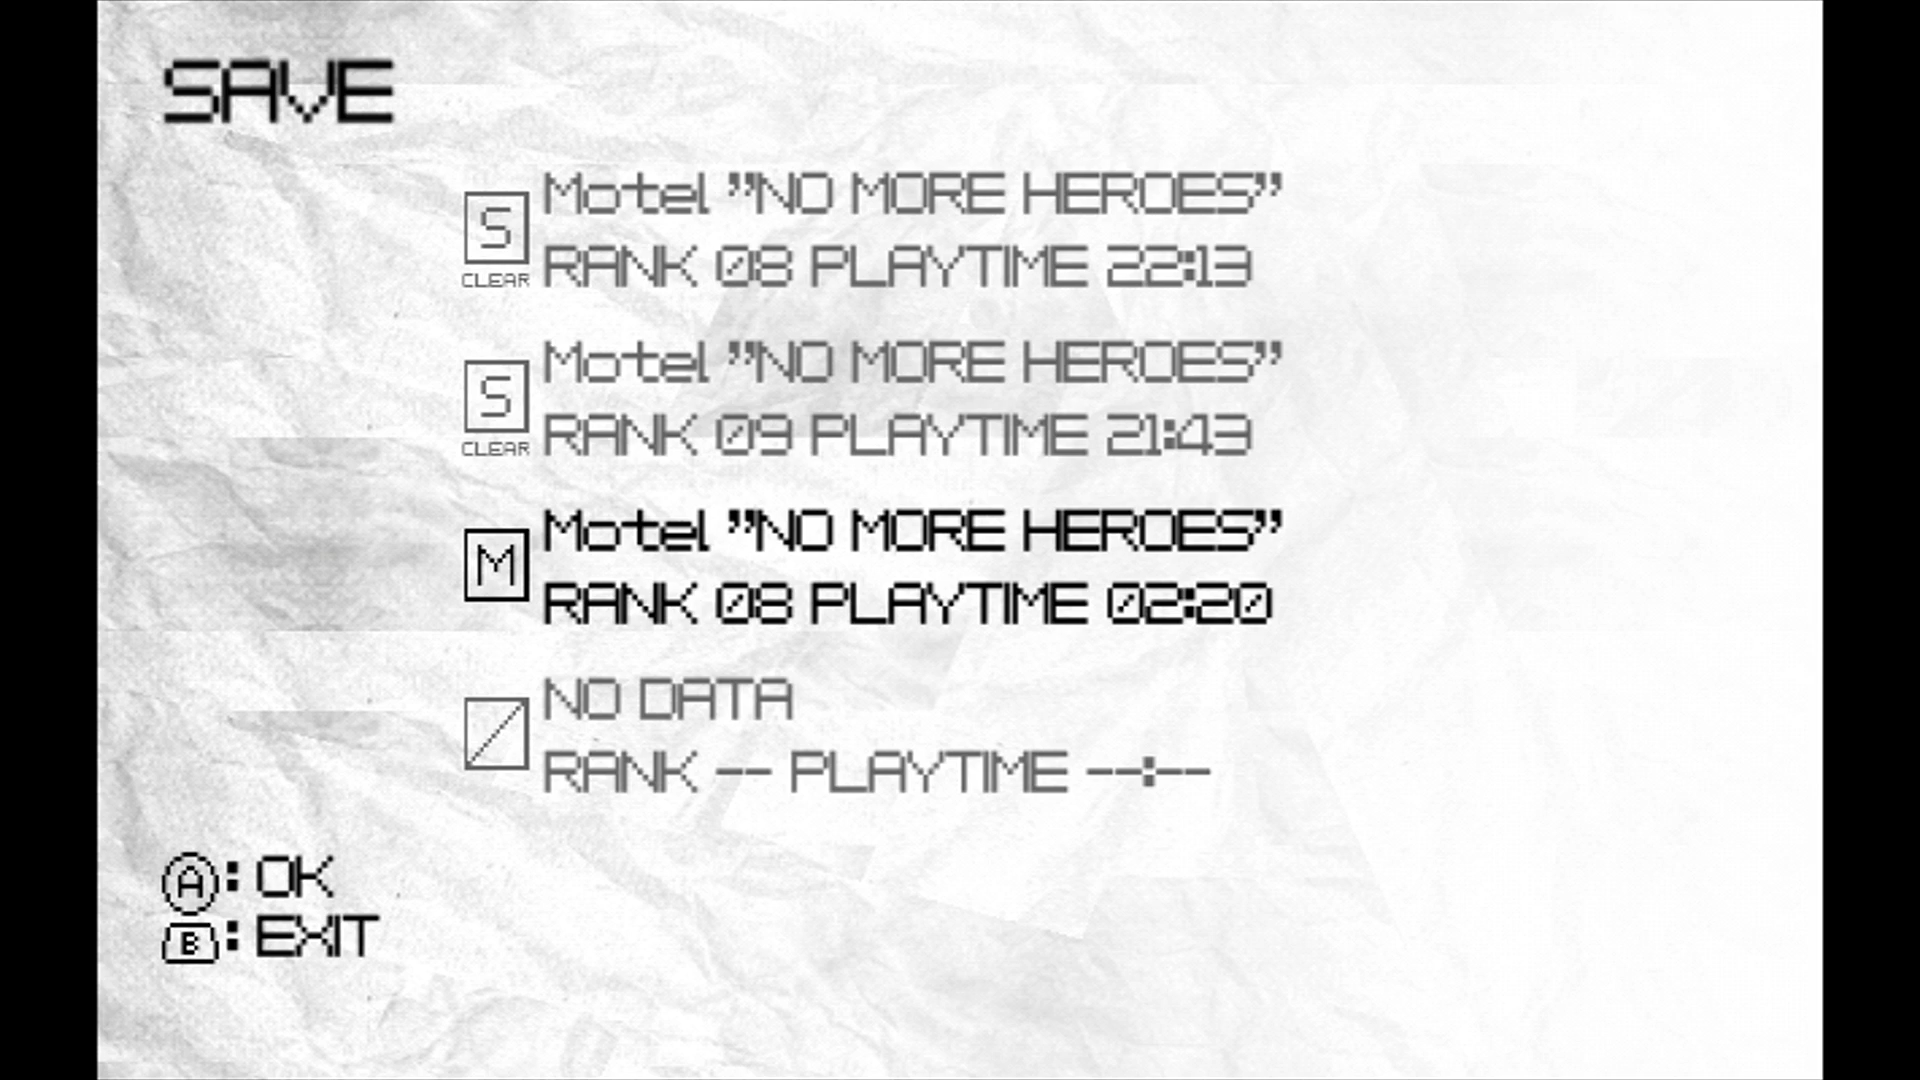 SAVE
S
CLEAR
Motel ”NO MORE HEROES”
RANK 08 PLAYTIME 22:13
S
CLEAR
Motel ”NO MORE HEROES”
RANK 09 PLAYTIME 21:43
M
Motel ”NO MORE HEROES”
RANK 08 PLAYTIME 02:20
NO DATA
RANK -- PLAYTIME --:--
A: OK
B: EXIT